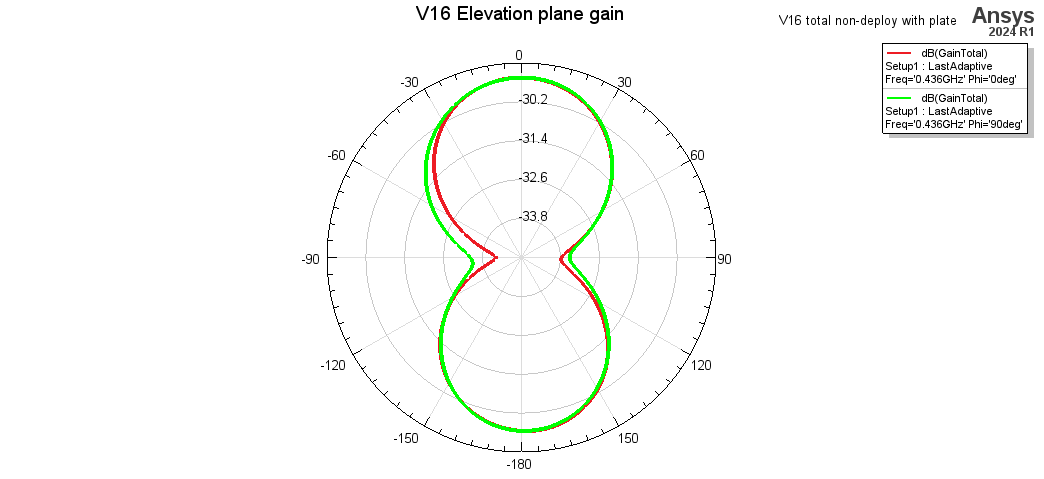 V16 Elevation plane gain
V16 total non-deploy with plate
Ansys
2024 R1
dB(GainTotal)
Setup1 : LastAdaptive
Freq='0.436GHz' Phi='0deg'
dB(GainTotal)
Setup1 : LastAdaptive
Freq='0.436GHz' Phi='90deg'
0
-30
30
-30.2
-31.4
-60
60
-32.6
-33.8
-90
90
-120
120
-150
150
-180